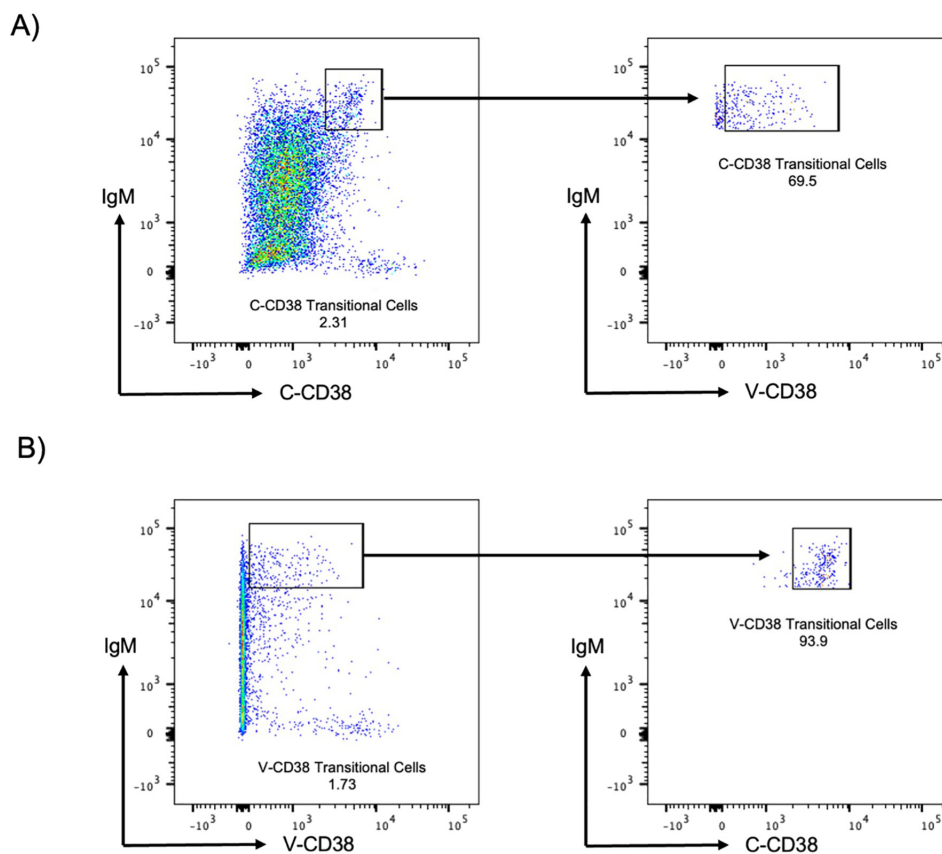 A)
10⁵
10⁴
10³
0
-10³
IgM
C-CD38 Transitional Cells
2.31
-10³ 0 10³ 10⁴ 10⁵
C-CD38
10⁵
10⁴
10³
0
-10³
IgM
C-CD38 Transitional Cells
69.5
-10³ 0 10³ 10⁴ 10⁵
V-CD38
B)
10⁵
10⁴
10³
0
-10³
IgM
V-CD38 Transitional Cells
1.73
-10³ 0 10³ 10⁴ 10⁵
V-CD38
10⁵
10⁴
10³
0
-10³
IgM
V-CD38 Transitional Cells
93.9
-10³ 0 10³ 10⁴ 10⁵
C-CD38